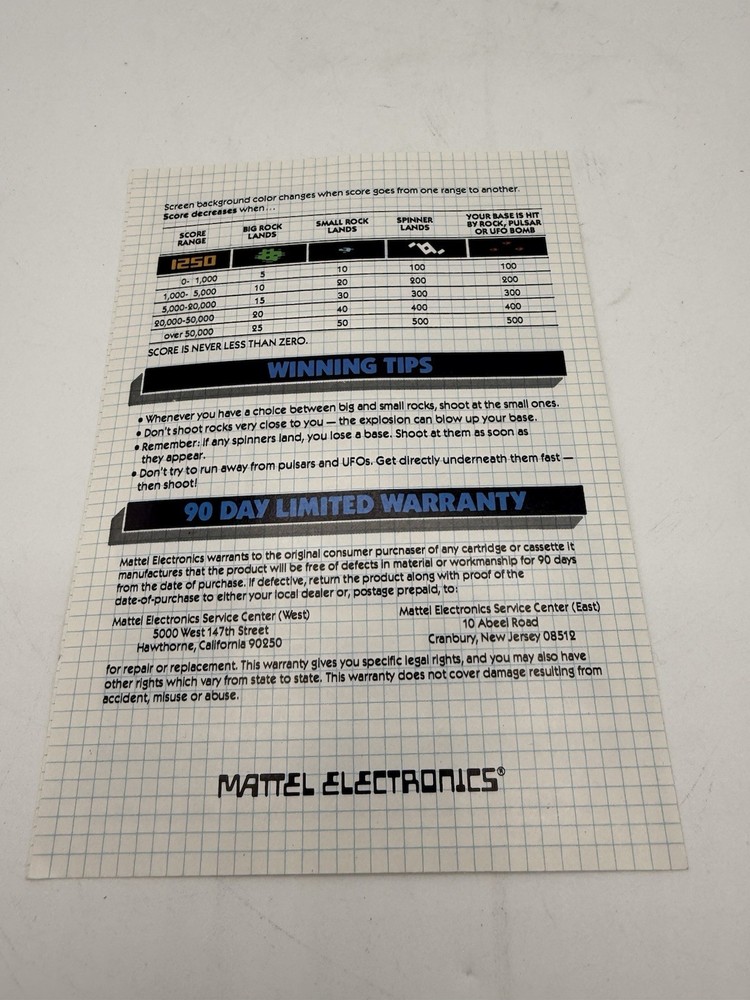 Screen background color changes when score goes from one range to another.
Score decreases when...
SCORE RANGE BIG ROCK LANDS SMALL ROCK LANDS SPINNER LANDS YOUR BASE IS HIT BY ROCK, PULSAR OR UFO BOMB
1250
0- 1,000 5 10 100 100
1,000- 5,000 10 20 200 200
5,000-20,000 15 30 300 300
20,000-50,000 20 40 400 400
over 50,000 25 50 500 500
SCORE IS NEVER LESS THAN ZERO.
WINNING TIPS
• Whenever you have a choice between big and small rocks, shoot at the small ones.
• Don't shoot rocks very close to you — the explosion can blow up your base.
• Remember: If any spinners land, you lose a base. Shoot at them as soon as
they appear.
• Don't try to run away from pulsars and UFOs. Get directly underneath them fast —
then shoot!
90 DAY LIMITED WARRANTY
Mattel Electronics warrants to the original consumer purchaser of any cartridge or cassette it
manufactures that the product will be free of defects in material or workmanship for 90 days
from the date of purchase. If defective, return the product along with proof of the
date-of-purchase to either your local dealer or, postage prepaid, to:
Mattel Electronics Service Center (West)
5000 West 147th Street
Hawthorne, California 90250
Mattel Electronics Service Center (East)
10 Abeel Road
Cranbury, New Jersey 08512
for repair or replacement. This warranty gives you specific legal rights, and you may also have
other rights which vary from state to state. This warranty does not cover damage resulting from
accident, misuse or abuse.
MATTEL ELECTRONICS®